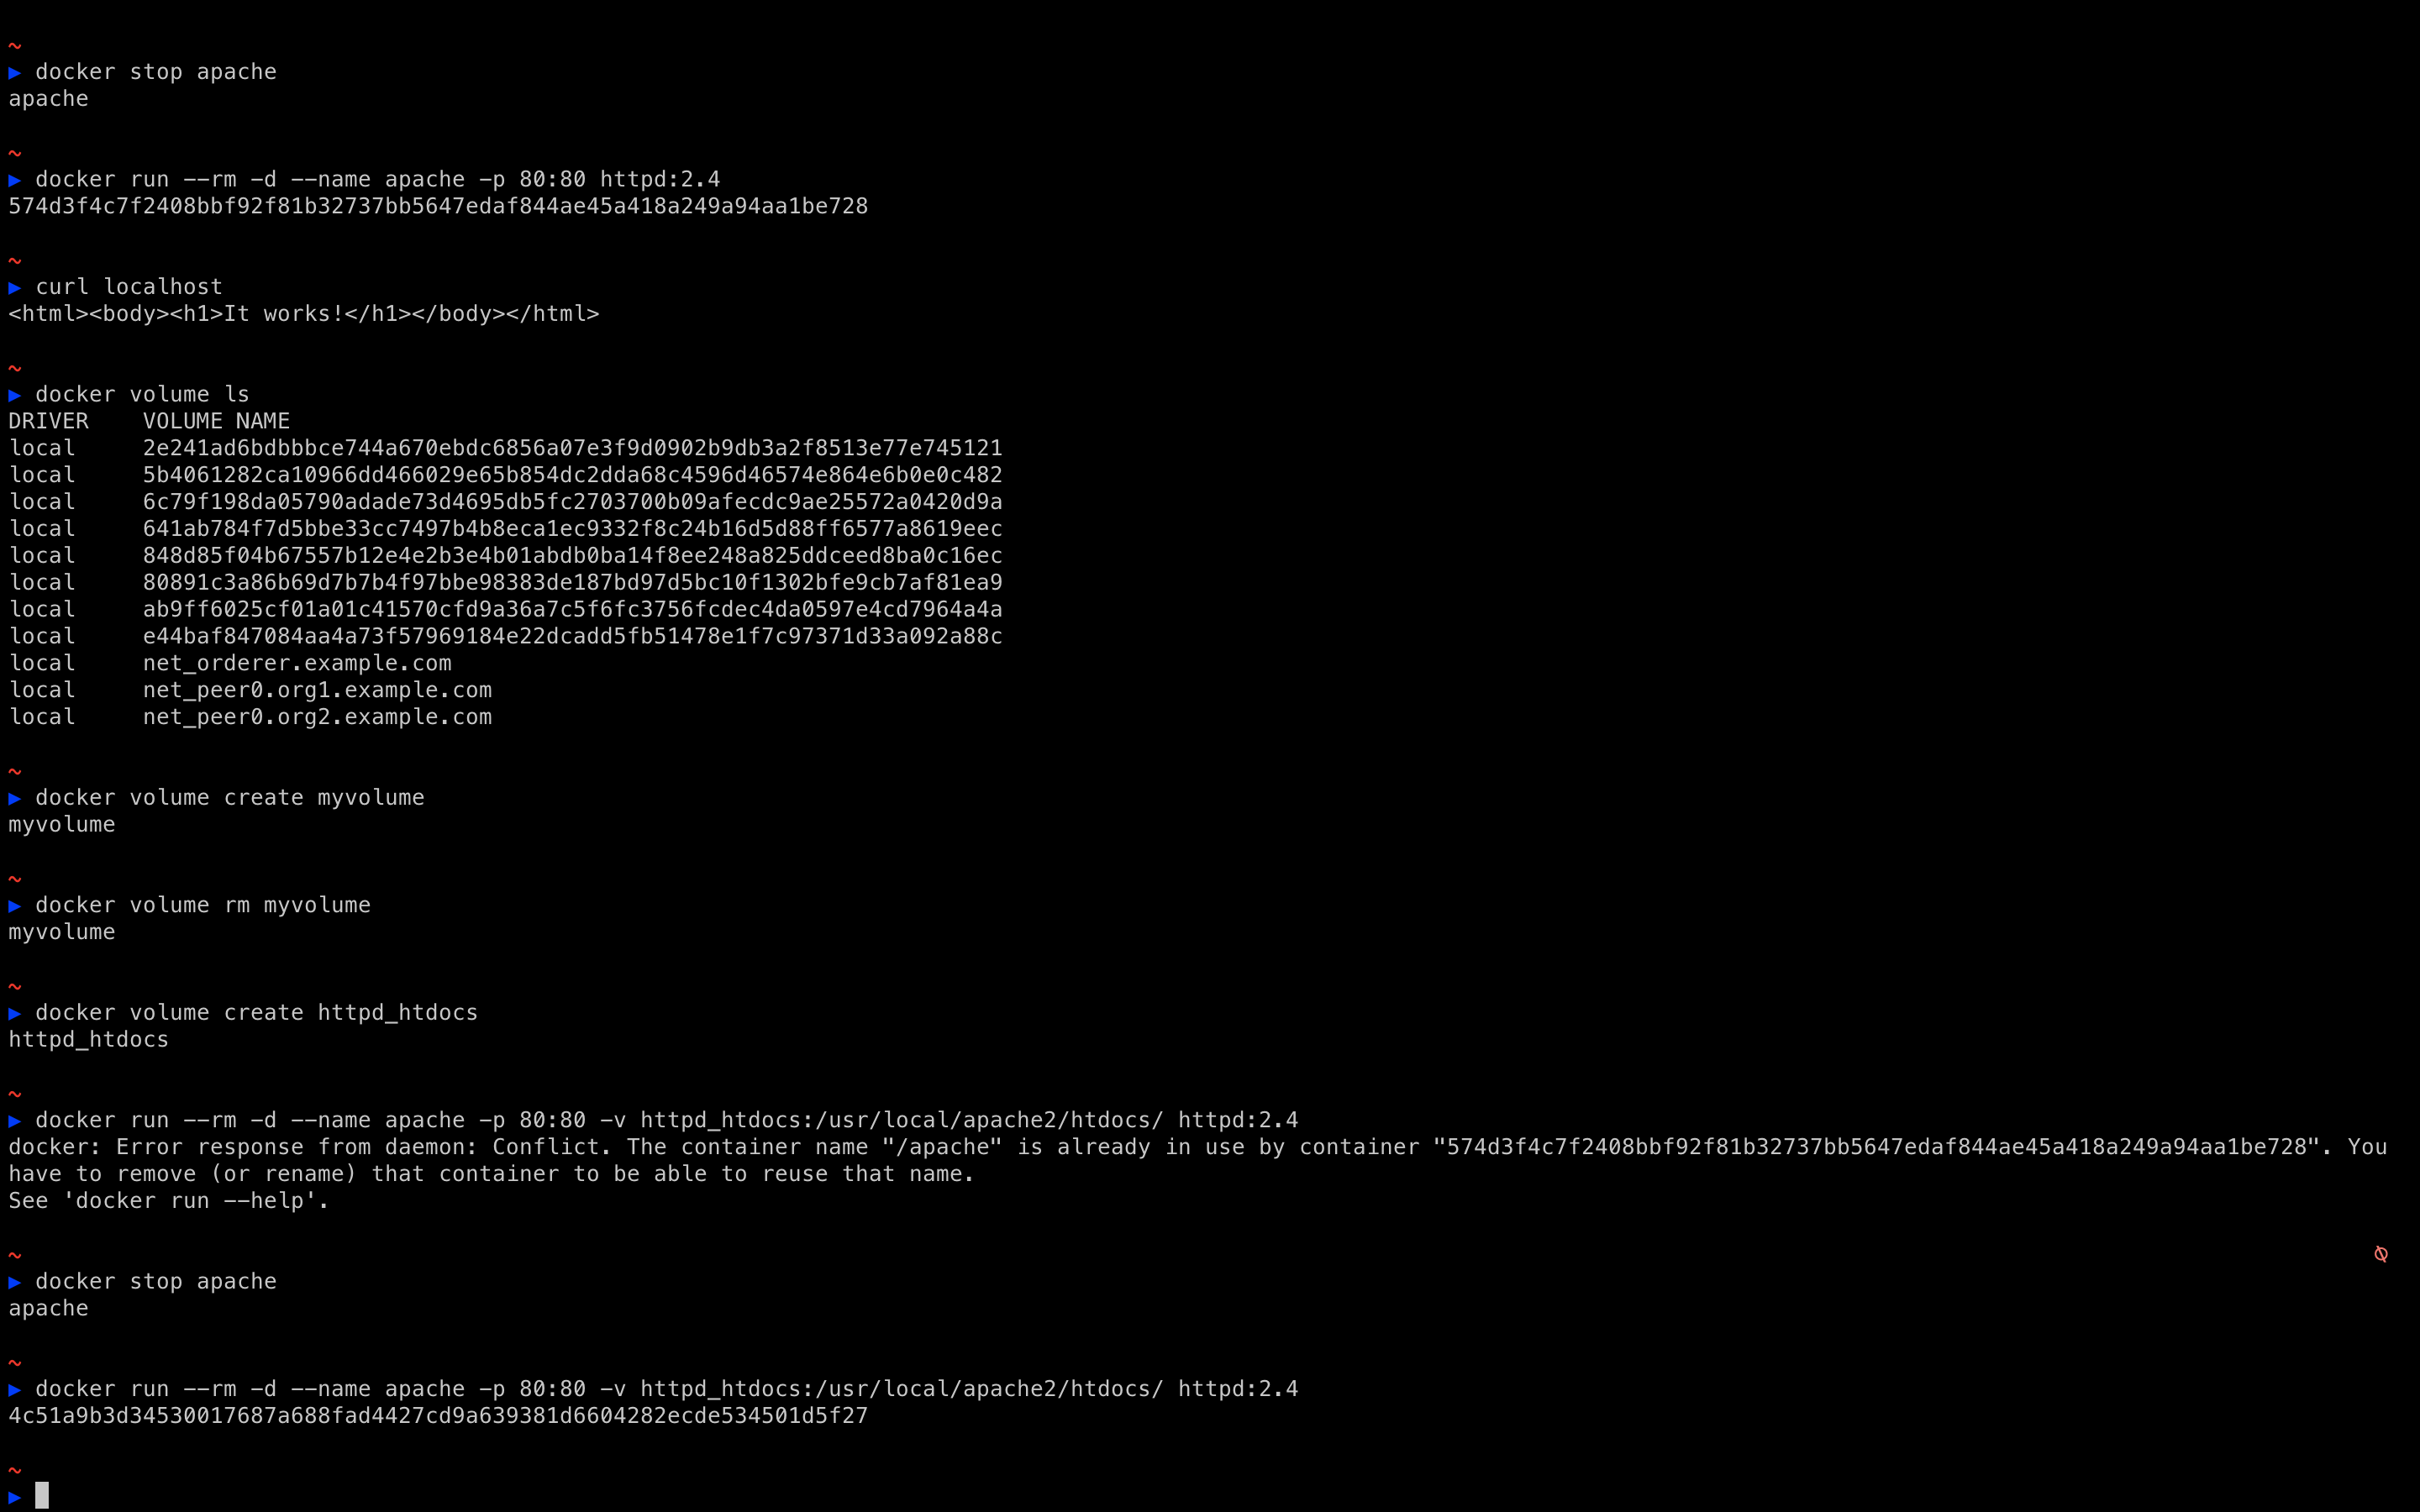 ~
▶ docker stop apache
apache

~
▶ docker run --rm -d --name apache -p 80:80 httpd:2.4
574d3f4c7f2408bbf92f81b32737bb5647edaf844ae45a418a249a94aa1be728

~
▶ curl localhost
<html><body><h1>It works!</h1></body></html>

~
▶ docker volume ls
DRIVER    VOLUME NAME
local     2e241ad6bdbbbce744a670ebdc6856a07e3f9d0902b9db3a2f8513e77e745121
local     5b4061282ca10966dd466029e65b854dc2dda68c4596d46574e864e6b0e0c482
local     6c79f198da05790adade73d4695db5fc2703700b09afecdc9ae25572a0420d9a
local     641ab784f7d5bbe33cc7497b4b8eca1ec9332f8c24b16d5d88ff6577a8619eec
local     848d85f04b67557b12e4e2b3e4b01abdb0ba14f8ee248a825ddceed8ba0c16ec
local     80891c3a86b69d7b7b4f97bbe98383de187bd97d5bc10f1302bfe9cb7af81ea9
local     ab9ff6025cf01a01c41570cfd9a36a7c5f6fc3756fcdec4da0597e4cd7964a4a
local     e44baf847084aa4a73f57969184e22dcadd5fb51478e1f7c97371d33a092a88c
local     net_orderer.example.com
local     net_peer0.org1.example.com
local     net_peer0.org2.example.com

~
▶ docker volume create myvolume
myvolume

~
▶ docker volume rm myvolume
myvolume

~
▶ docker volume create httpd_htdocs
httpd_htdocs

~
▶ docker run --rm -d --name apache -p 80:80 -v httpd_htdocs:/usr/local/apache2/htdocs/ httpd:2.4
docker: Error response from daemon: Conflict. The container name "/apache" is already in use by container "574d3f4c7f2408bbf92f81b32737bb5647edaf844ae45a418a249a94aa1be728". You
have to remove (or rename) that container to be able to reuse that name.
See 'docker run --help'.

~
▶ docker stop apache
apache

~
▶ docker run --rm -d --name apache -p 80:80 -v httpd_htdocs:/usr/local/apache2/htdocs/ httpd:2.4
4c51a9b3d34530017687a688fad4427cd9a639381d6604282ecde534501d5f27

~
▶